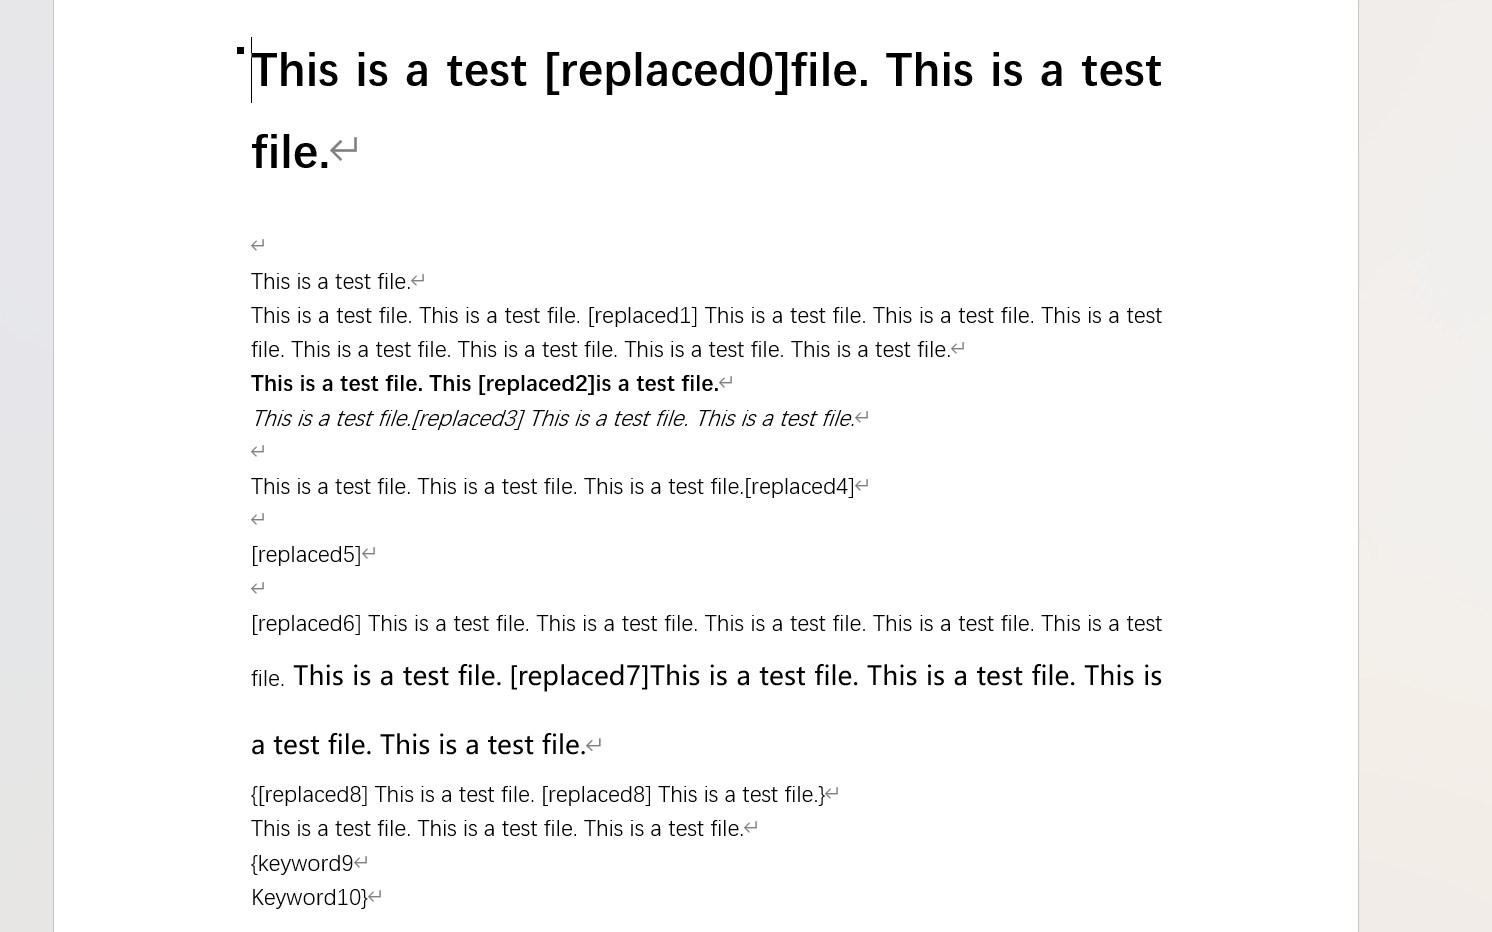 This is a test [replaced0]file. This is a test
file.
This is a test file.
This is a test file. This is a test file. [replaced1] This is a test file. This is a test file. This is a test
file. This is a test file. This is a test file. This is a test file. This is a test file.
This is a test file. This [replaced2]is a test file.
This is a test file.[replaced3] This is a test file. This is a test file.
This is a test file. This is a test file. This is a test file.[replaced4]
[replaced5]
[replaced6] This is a test file. This is a test file. This is a test file. This is a test file. This is a test
file. This is a test file. [replaced7]This is a test file. This is a test file. This is
a test file. This is a test file.
{[replaced8] This is a test file. [replaced8] This is a test file.}
This is a test file. This is a test file. This is a test file.
{keyword9
Keyword10}